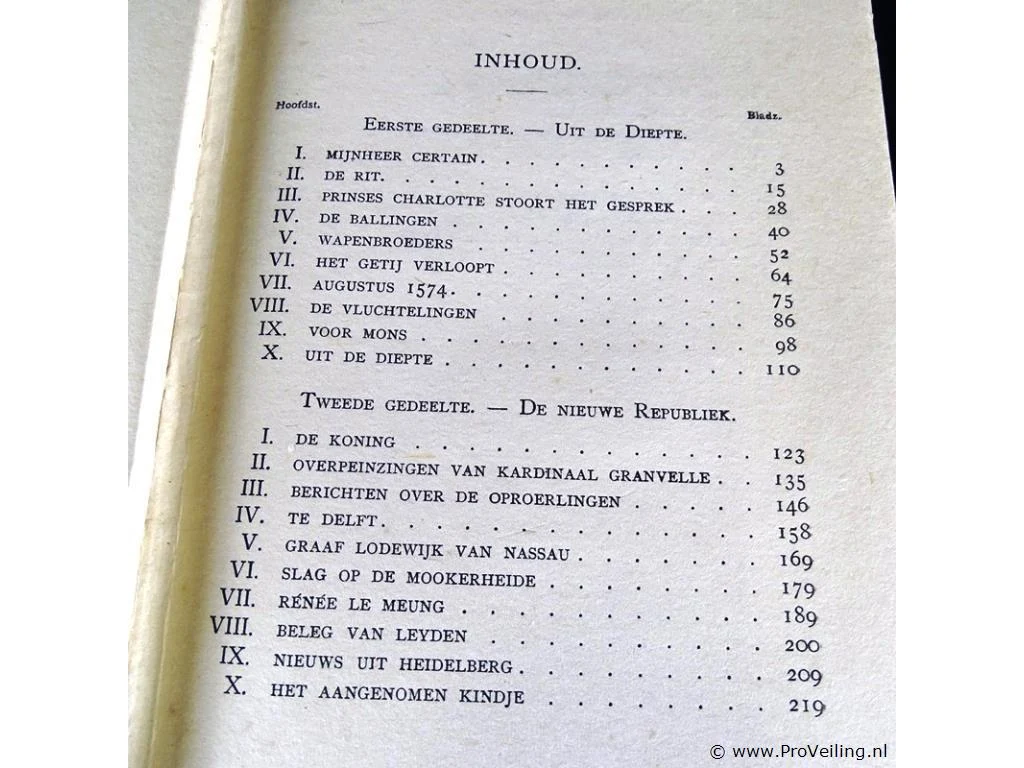 INHOUD.
Hoofdst. Bladz.
EERSTE GEDEELTE. — UIT DE DIEPTE.
I. MIJNHEER CERTAIN. . . . . . . . . . 3
II. DE RIT. . . . . . . . . . . . . 15
III. PRINSES CHARLOTTE STOORT HET GESPREK . . . 28
IV. DE BALLINGEN . . . . . . . . . . . 40
V. WAPENBROEDERS . . . . . . . . . . 52
VI. HET GETIJ VERLOOPT . . . . . . . . . 64
VII. AUGUSTUS 1574. . . . . . . . . . . 75
VIII. DE VLUCHTELINGEN . . . . . . . . . 86
IX. VOOR MONS . . . . . . . . . . . . 98
X. UIT DE DIEPTE . . . . . . . . . . . 110
TWEEDE GEDEELTE. — DE NIEUWE REPUBLIEK.
I. DE KONING . . . . . . . . . . . 123
II. OVERPEINZINGEN VAN KARDINAAL GRANVELLE . . 135
III. BERICHTEN OVER DE OPROERLINGEN . . . . . 146
IV. TE DELFT. . . . . . . . . . . . 158
V. GRAAF LODEWIJK VAN NASSAU . . . . . . 169
VI. SLAG OP DE MOOKERHEIDE . . . . . . . 179
VII. RÉNÉE LE MEUNG . . . . . . . . . 189
VIII. BELEG VAN LEYDEN . . . . . . . . . 200
IX. NIEUWS UIT HEIDELBERG . . . . . . . . 209
X. HET AANGENOMEN KINDJE . . . . . . . 219
© www.ProVeiling.nl